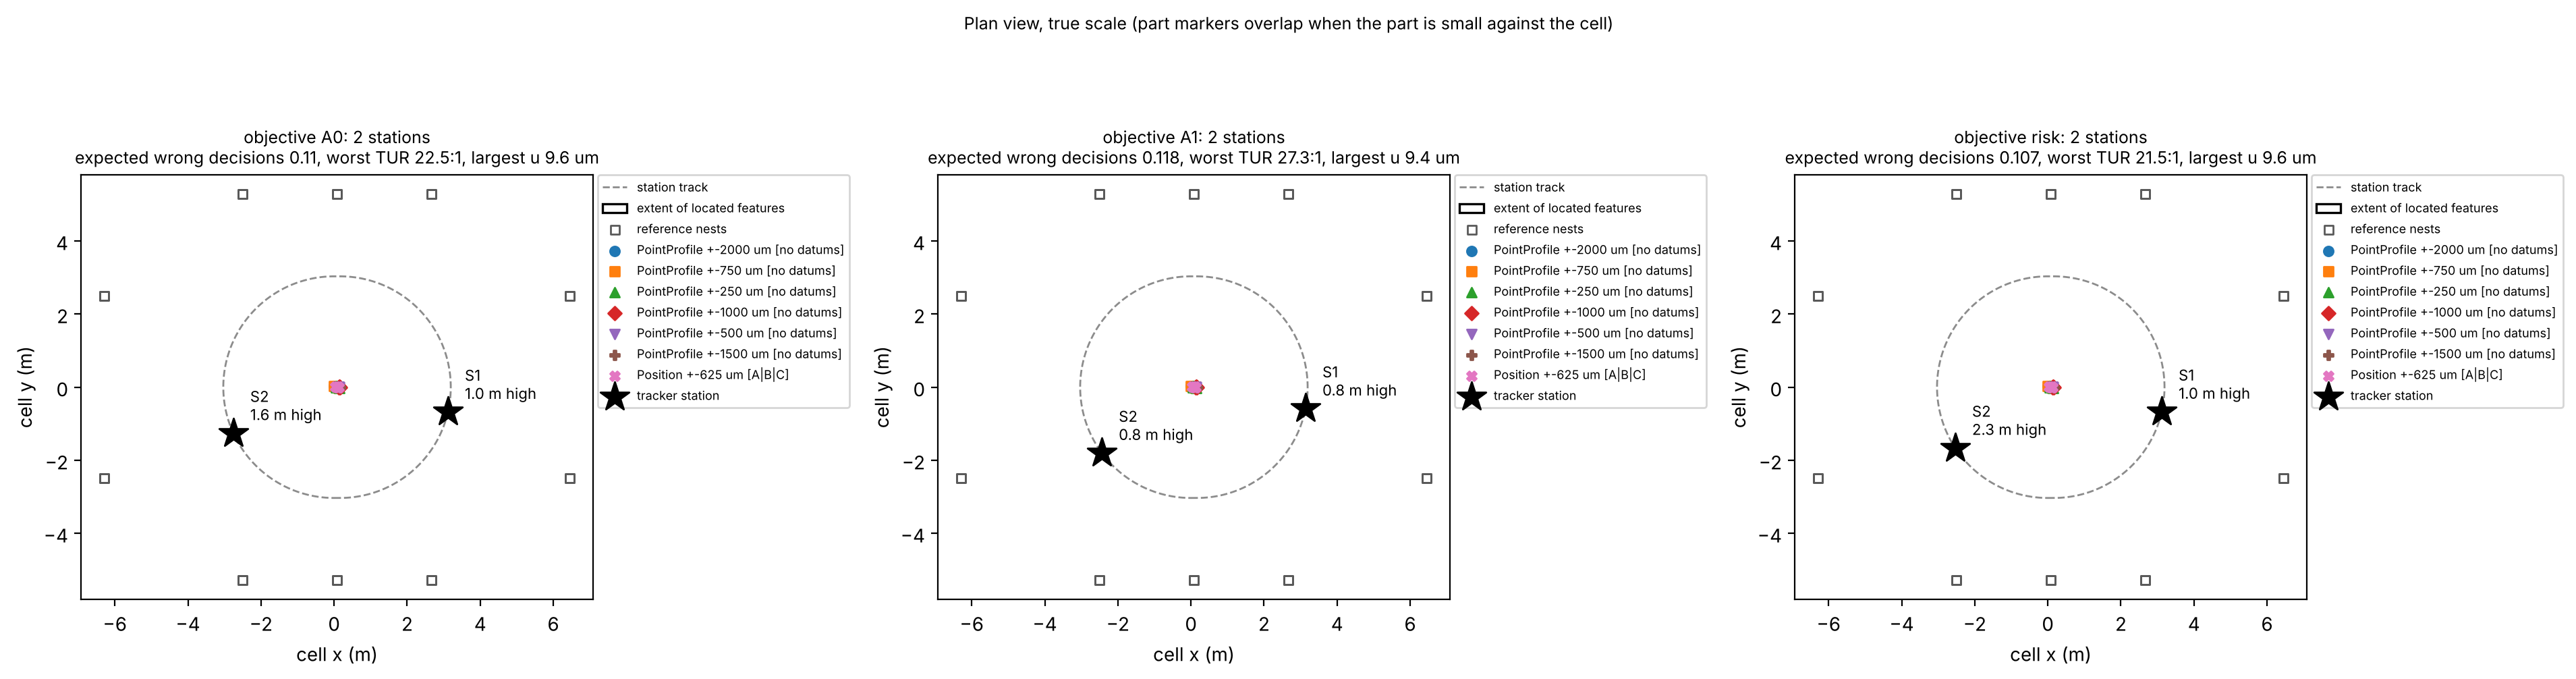 Plan view, true scale (part markers overlap when the part is small against the cell)
objective A0: 2 stations
expected wrong decisions 0.11, worst TUR 22.5:1, largest u 9.6 um
station track
extent of located features
reference nests
PointProfile +-2000 um [no datums]
PointProfile +-750 um [no datums]
PointProfile +-250 um [no datums]
PointProfile +-1000 um [no datums]
PointProfile +-500 um [no datums]
PointProfile +-1500 um [no datums]
Position +-625 um [A|B|C]
tracker station
S1
1.0 m high
S2
1.6 m high
4
2
0
−2
−4
cell y (m)
−6
−4
−2
0
2
4
6
cell x (m)
objective A1: 2 stations
expected wrong decisions 0.118, worst TUR 27.3:1, largest u 9.4 um
station track
extent of located features
reference nests
PointProfile +-2000 um [no datums]
PointProfile +-750 um [no datums]
PointProfile +-250 um [no datums]
PointProfile +-1000 um [no datums]
PointProfile +-500 um [no datums]
PointProfile +-1500 um [no datums]
Position +-625 um [A|B|C]
tracker station
S1
0.8 m high
S2
0.8 m high
4
2
0
−2
−4
cell y (m)
−6
−4
−2
0
2
4
6
cell x (m)
objective risk: 2 stations
expected wrong decisions 0.107, worst TUR 21.5:1, largest u 9.6 um
station track
extent of located features
reference nests
PointProfile +-2000 um [no datums]
PointProfile +-750 um [no datums]
PointProfile +-250 um [no datums]
PointProfile +-1000 um [no datums]
PointProfile +-500 um [no datums]
PointProfile +-1500 um [no datums]
Position +-625 um [A|B|C]
tracker station
S1
1.0 m high
S2
2.3 m high
4
2
0
−2
−4
cell y (m)
−6
−4
−2
0
2
4
6
cell x (m)